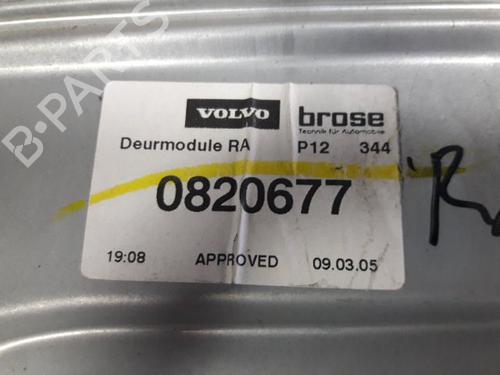 B-PARTS
VOLVO brose
Technik für Automobile
Deurmodule RA P12 344
0820677
19:08 APPROVED 09.03.05